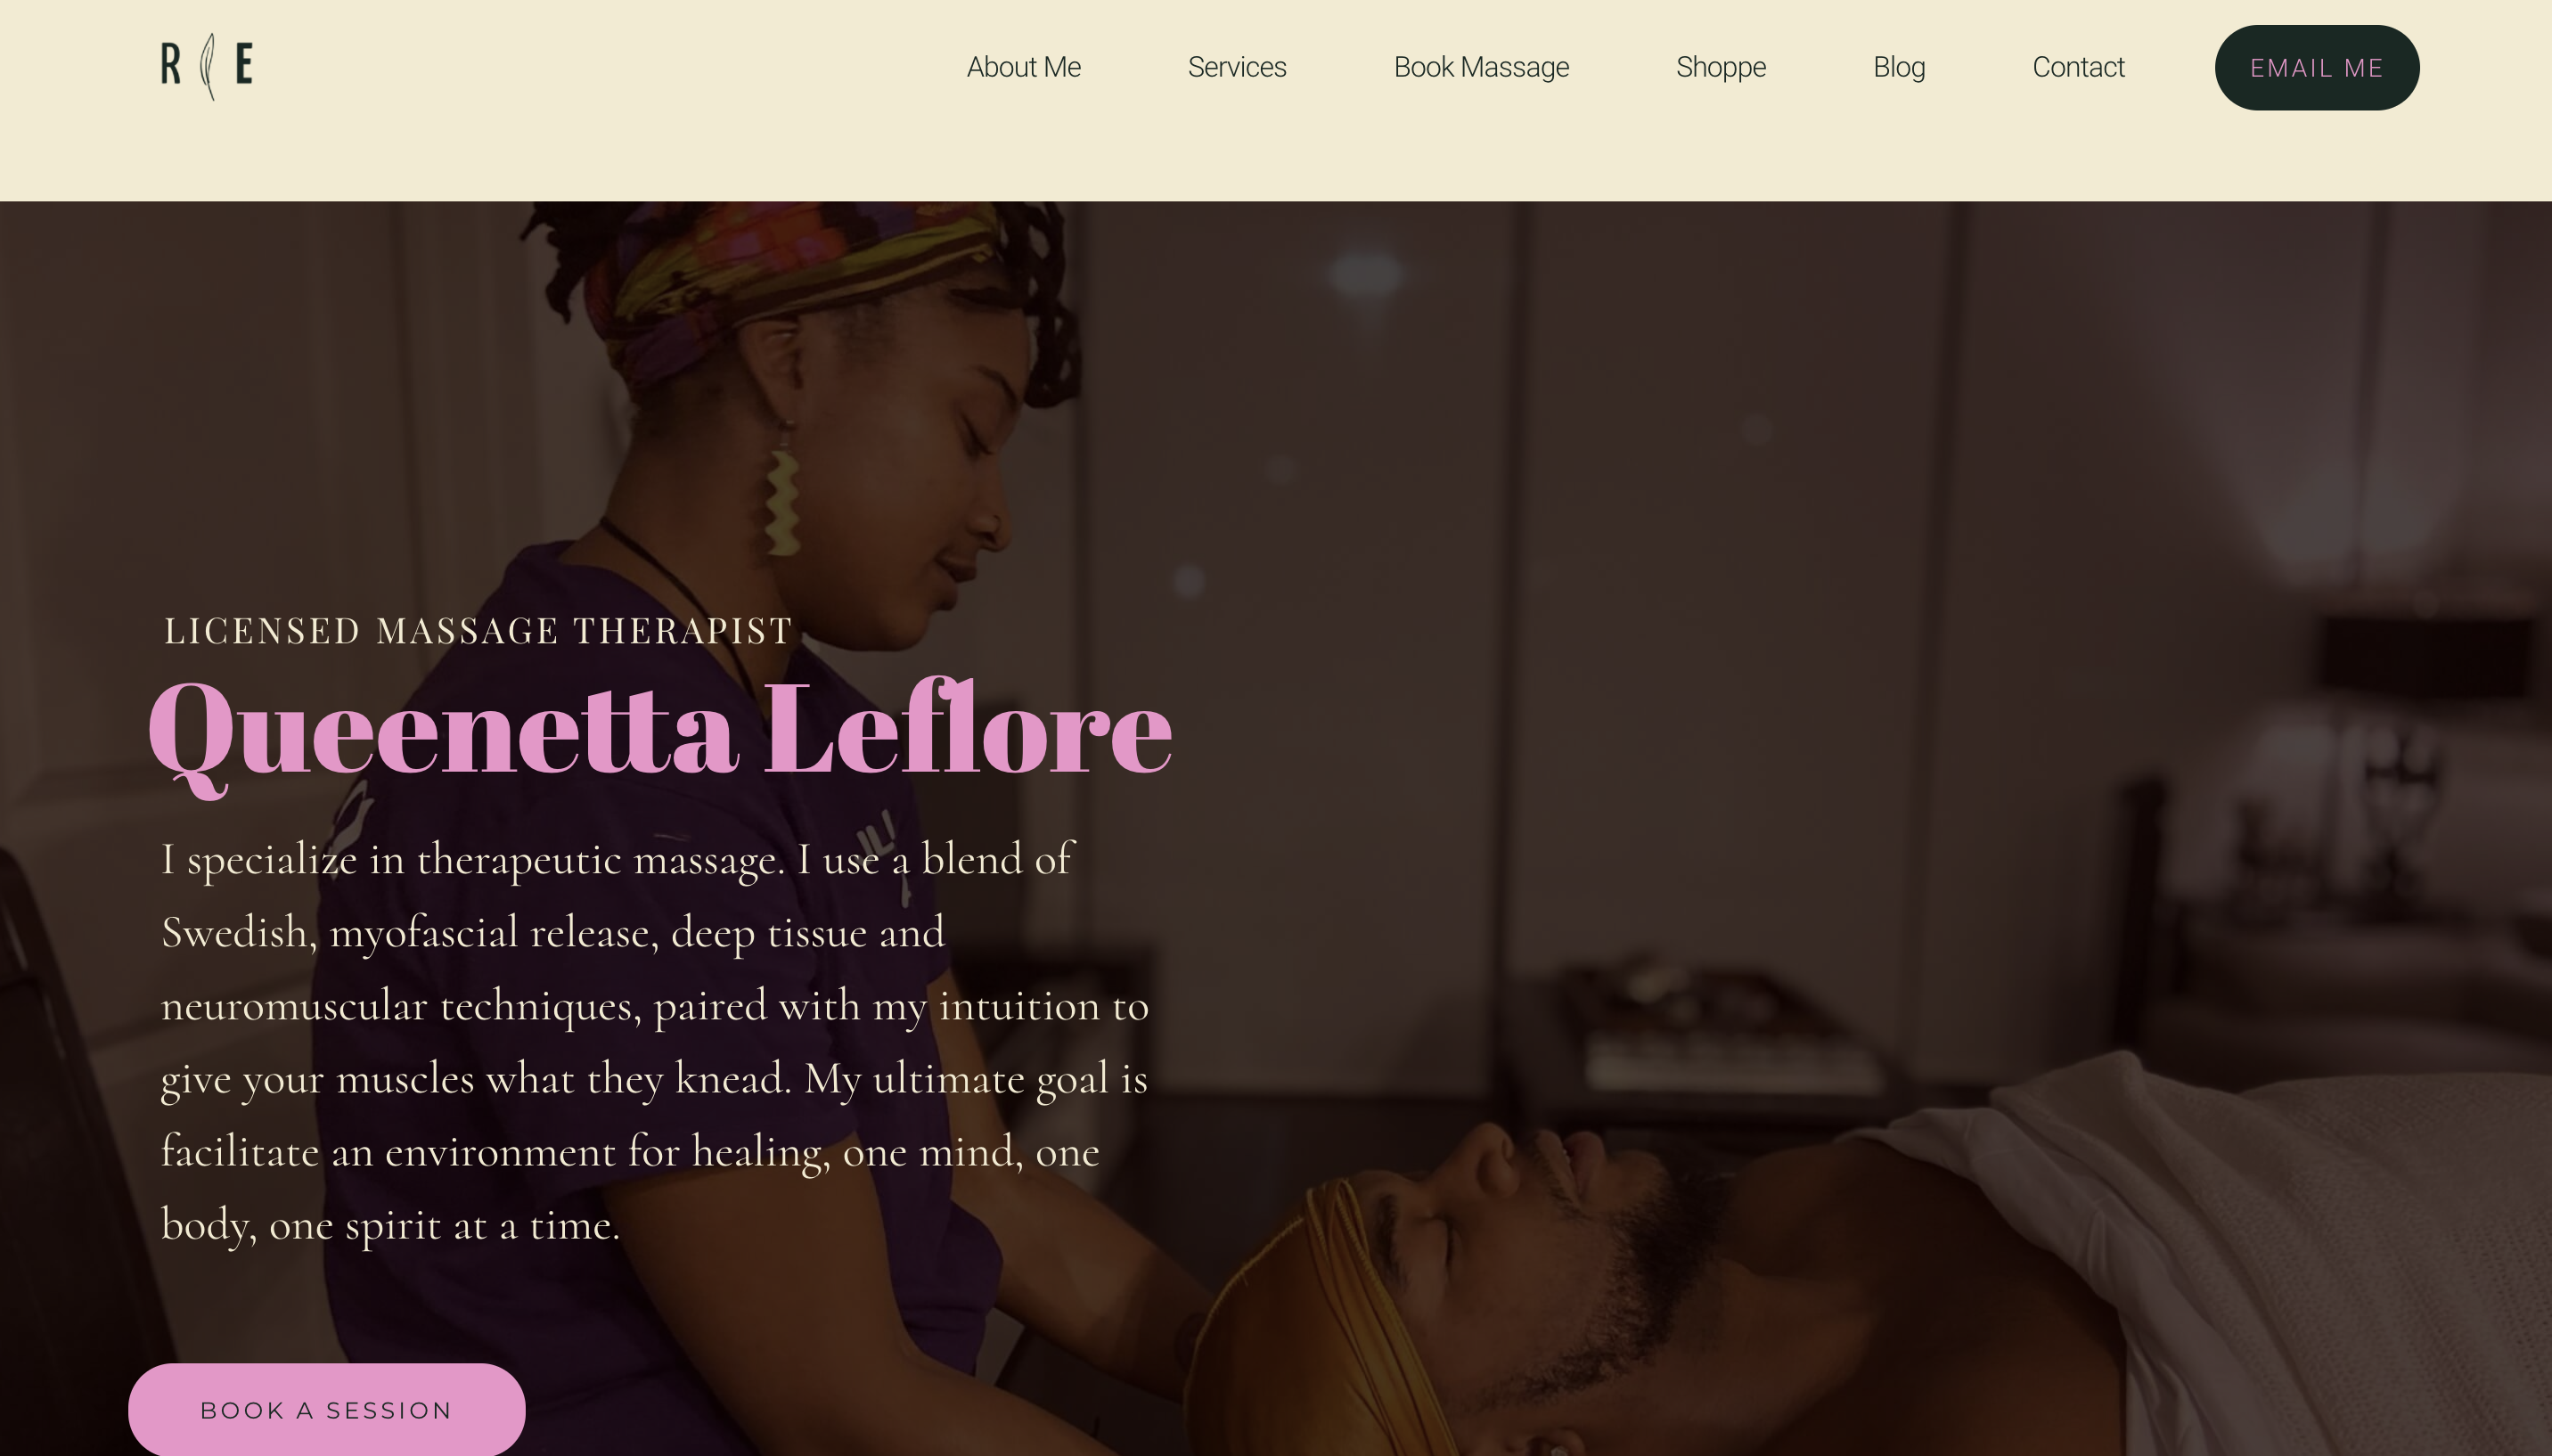 R E
About Me
Services
Book Massage
Shoppe
Blog
Contact
EMAIL ME
LICENSED MASSAGE THERAPIST
Queenetta Leflore
I specialize in therapeutic massage. I use a blend of
Swedish, myofascial release, deep tissue and
neuromuscular techniques, paired with my intuition to
give your muscles what they knead. My ultimate goal is
facilitate an environment for healing, one mind, one
body, one spirit at a time.
BOOK A SESSION